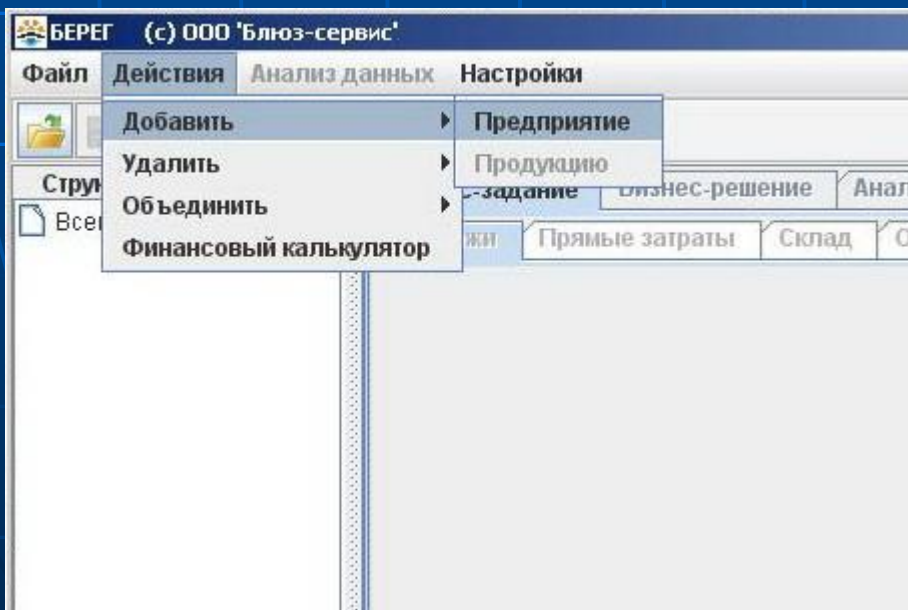 БЕРЕГ (с) ООО 'Блюз-сервис'
Файл Действия Анализ данных Настройки
Добавить
Удалить
Объединить
Финансовый калькулятор
Предприятие
Продукцию
Бизнес-решение
Прямые затраты Склад